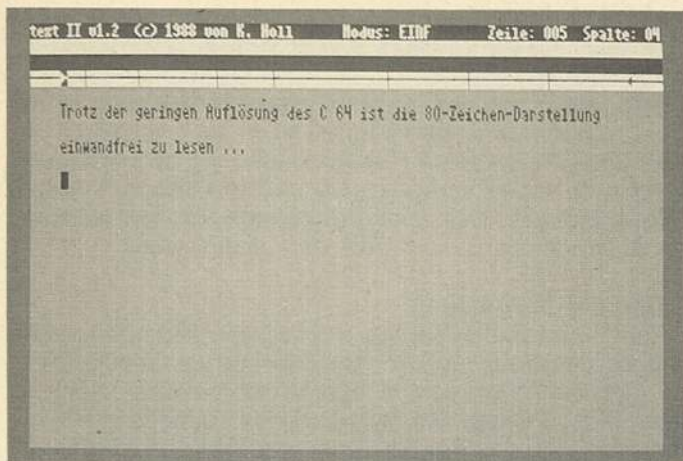 text II v1.2 (c) 1988 von K. Holl Modus: EINF Zeile: 005 Spalte: 04
Trotz der geringen Auflösung des C 64 ist die 80-Zeichen-Darstellung
einwandfrei zu lesen ...